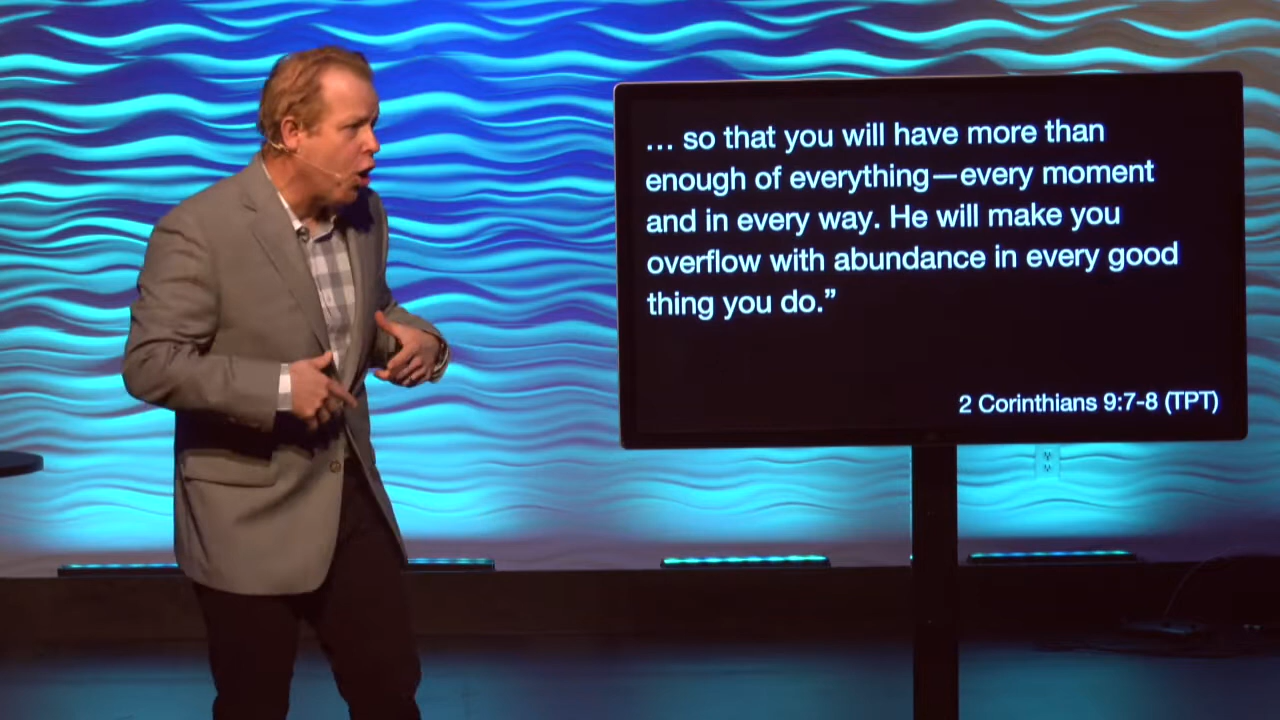 … so that you will have more than
enough of everything—every moment
and in every way. He will make you
overflow with abundance in every good
thing you do.”
2 Corinthians 9:7-8 (TPT)